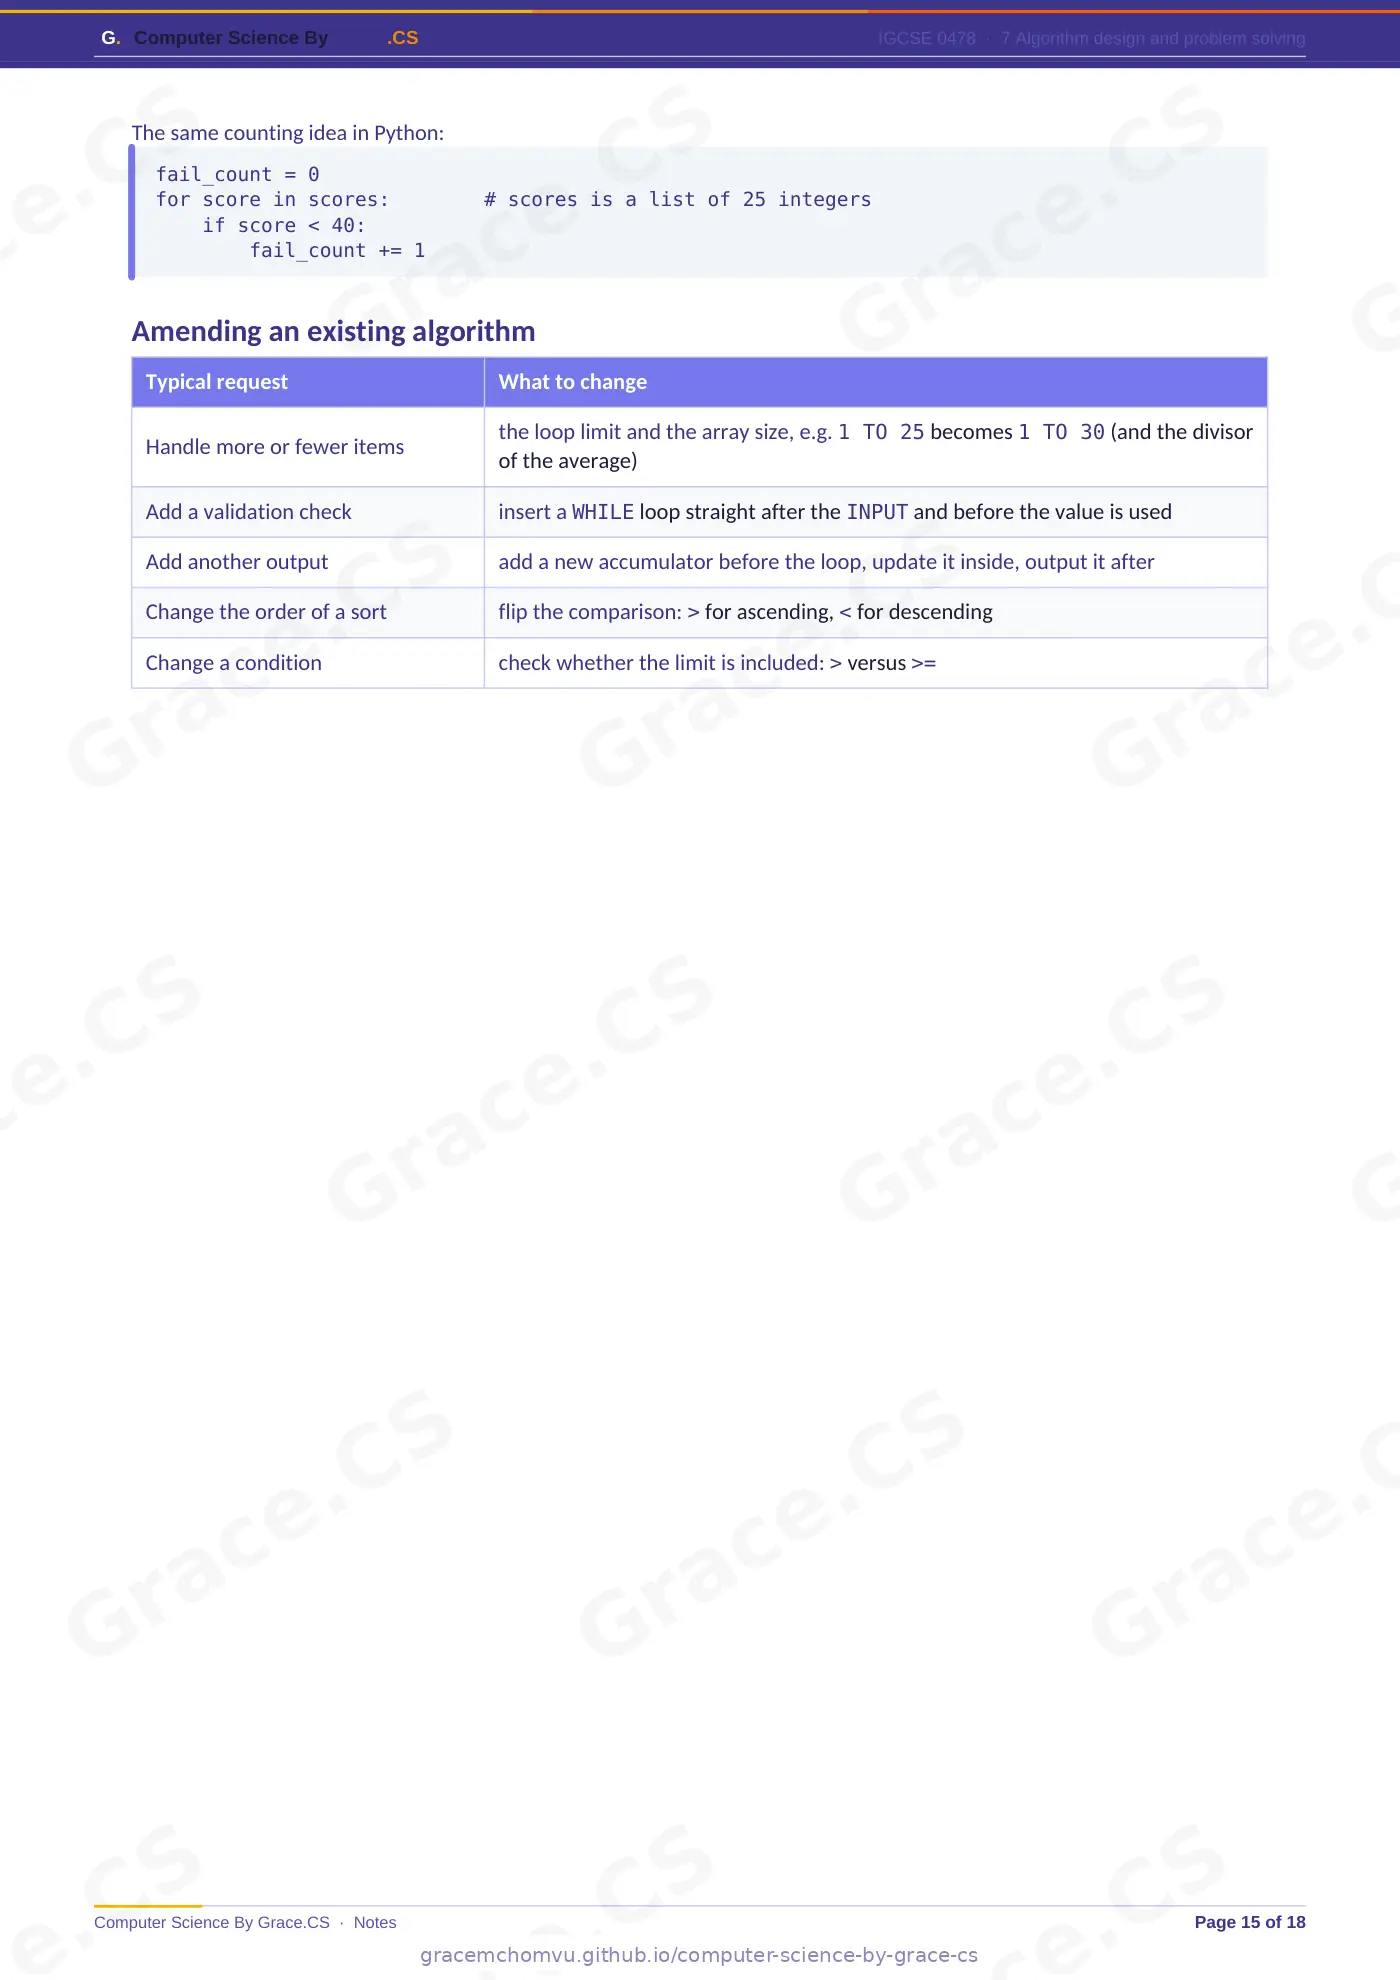 G. Computer Science By .CS
IGCSE 0478 · 7 Algorithm design and problem solving
The same counting idea in Python:
fail_count = 0
for score in scores:        # scores is a list of 25 integers
    if score < 40:
        fail_count += 1
Amending an existing algorithm
Typical request
What to change
Handle more or fewer items
the loop limit and the array size, e.g. 1 TO 25 becomes 1 TO 30 (and the divisor
of the average)
Add a validation check
insert a WHILE loop straight after the INPUT and before the value is used
Add another output
add a new accumulator before the loop, update it inside, output it after
Change the order of a sort
flip the comparison: > for ascending, < for descending
Change a condition
check whether the limit is included: > versus >=
Computer Science By Grace.CS · Notes
Page 15 of 18
gracemchomvu.github.io/computer-science-by-grace-cs
Grace.CS